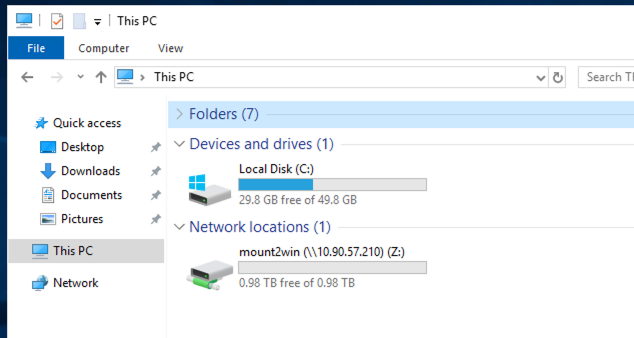 This PC
File Computer View
This PC
Search Th
Quick access
Desktop
Downloads
Documents
Pictures
This PC
Network
Folders (7)
Devices and drives (1)
Local Disk (C:)
29.8 GB free of 49.8 GB
Network locations (1)
mount2win (\\10.90.57.210) (Z:)
0.98 TB free of 0.98 TB